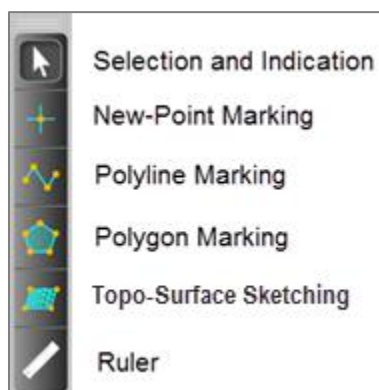 Selection and Indication
New-Point Marking
Polyline Marking
Polygon Marking
Topo-Surface Sketching
Ruler